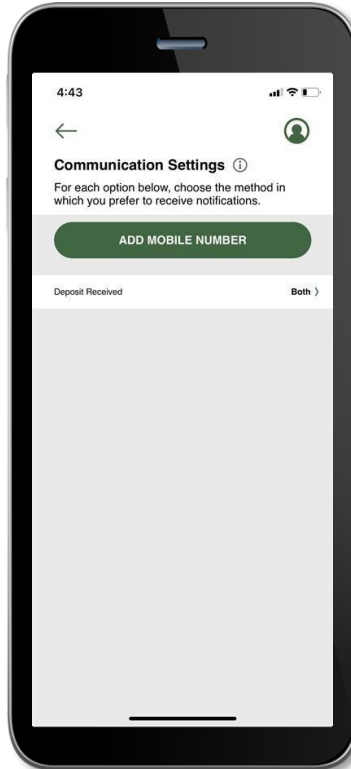 4:43
Communication Settings
For each option below, choose the method in
which you prefer to receive notifications.
ADD MOBILE NUMBER
Deposit Received Both